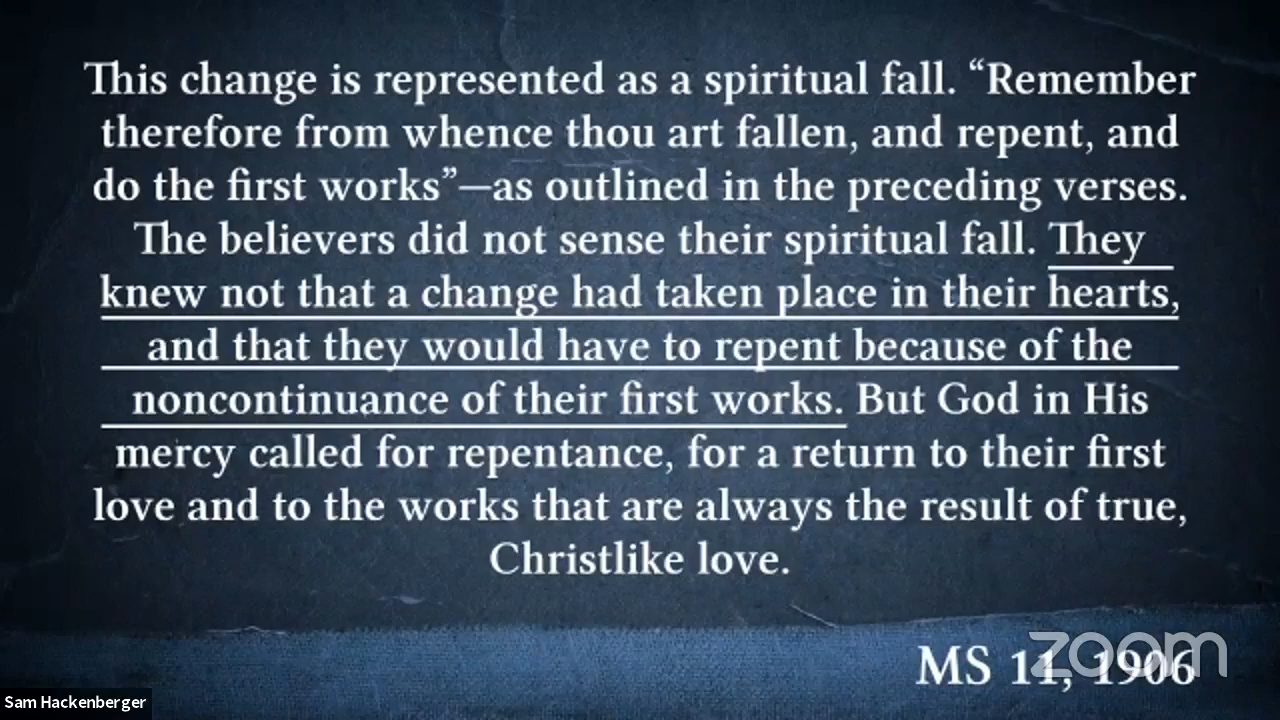 This change is represented as a spiritual fall. “Remember
therefore from whence thou art fallen, and repent, and
do the first works”—as outlined in the preceding verses.
The believers did not sense their spiritual fall. They
knew not that a change had taken place in their hearts,
and that they would have to repent because of the
noncontinuance of their first works. But God in His
mercy called for repentance, for a return to their first
love and to the works that are always the result of true,
Christlike love.
MS 11, 1906
zoom
Sam Hackenberger